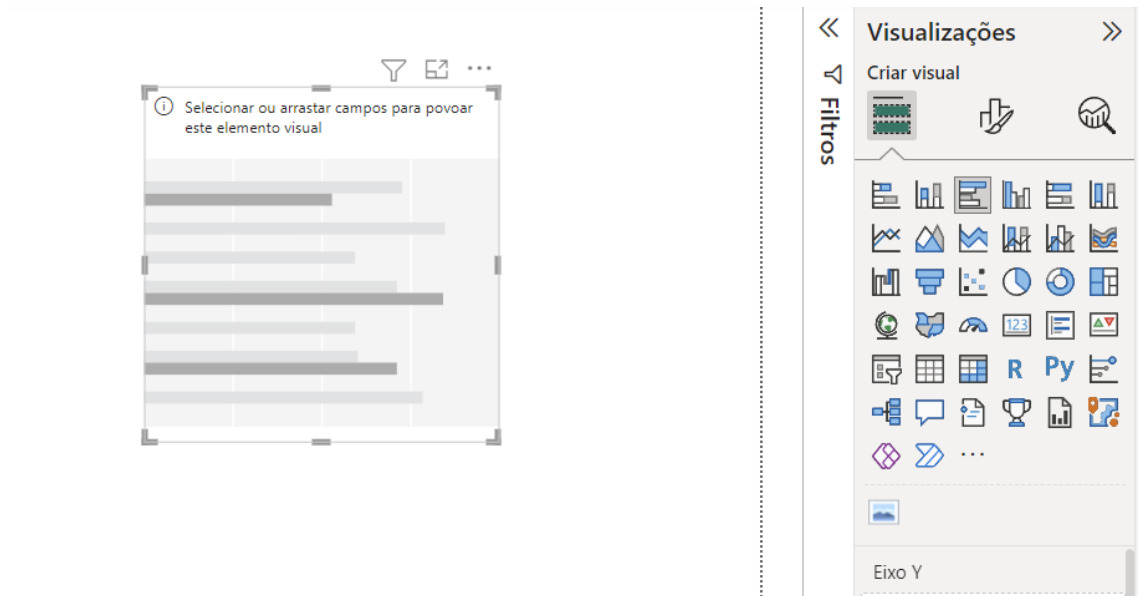 Selecionar ou arrastar campos para povoar
este elemento visual
Filtros
Visualizações
Criar visual
123
R
Py
Eixo Y